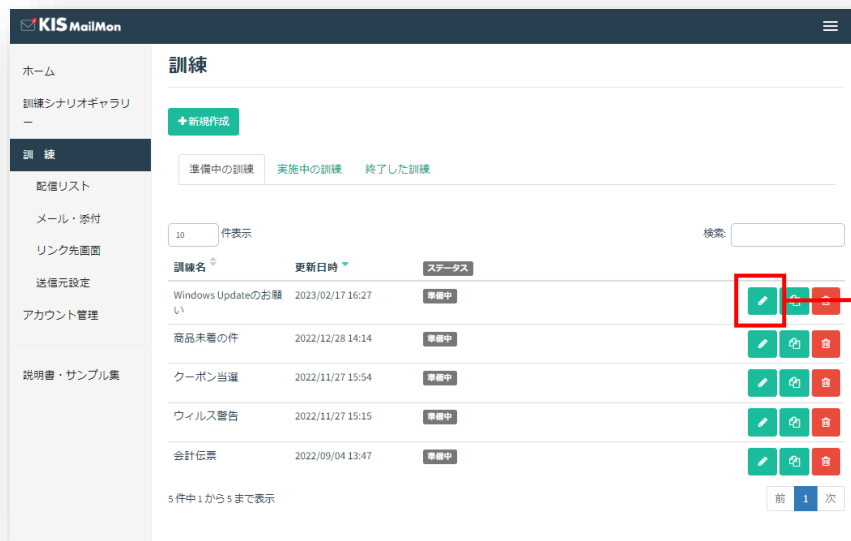 KIS MailMon
ホーム
訓練シナリオギャラリ
ー
訓 練
配信リスト
メール・添付
リンク先画面
送信元設定
アカウント管理
説明書・サンプル集
訓練
+新規作成
準備中の訓練 実施中の訓練 終了した訓練
10 件表示 検索:
訓練名 更新日時 ステータス
Windows Updateのお願 2023/02/17 16:27 準備中
い
商品未着の件 2022/12/28 14:14 準備中
クーポン当選 2022/11/27 15:54 準備中
ウィルス警告 2022/11/27 15:15 準備中
会計伝票 2022/09/04 13:47 準備中
5 件中 1 から 5 まで表示 前 1 次